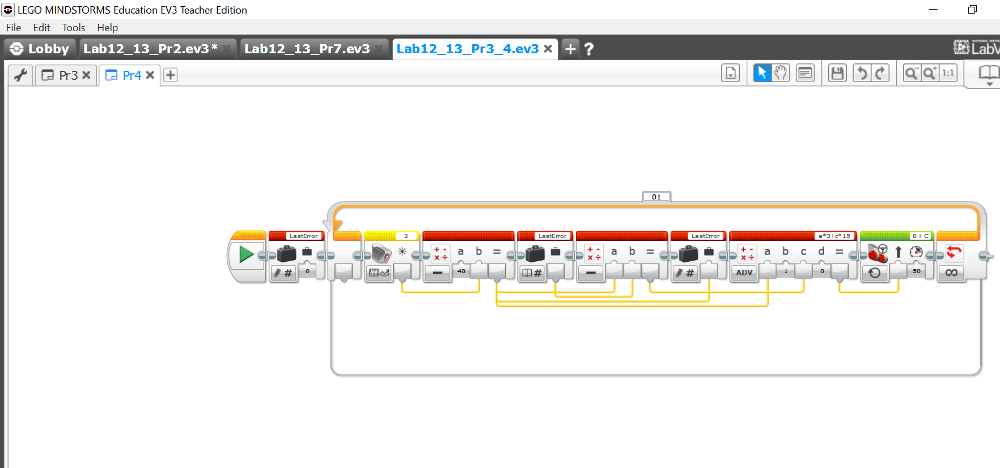 LEGO MINDSTORMS Education EV3 Teacher Edition
File Edit Tools Help
Lobby Lab12_13_Pr2.ev3* Lab12_13_Pr7.ev3 Lab12_13_Pr3_4.ev3 + ?
NATIONAL
LabV
Pr3 Pr4 +
1:1
01
LastError 2 LastError LastError a*3+c*15 B+C
a b = a b = a b c d =
# 0 40 # # ADV 1 0 50 ∞